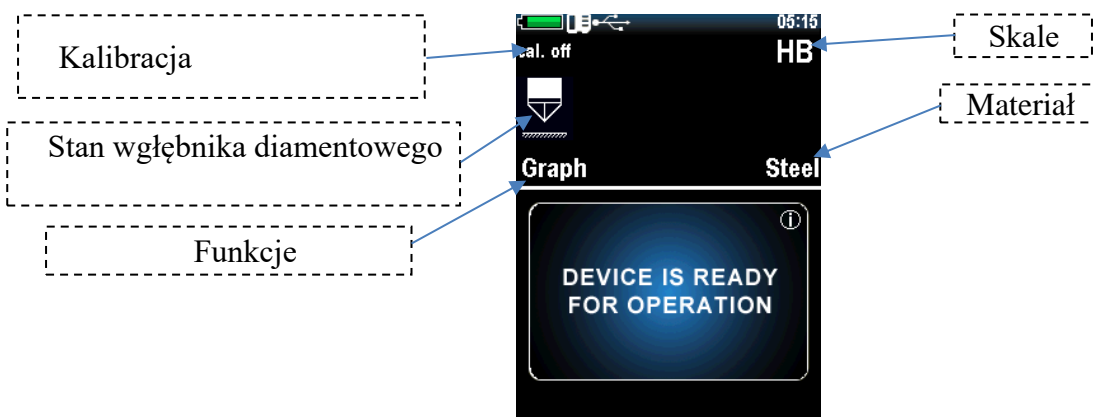 05:15
Kalibracja
cal. off
HB
Skale
Materiał
Stan wgłębnika diamentowego
Graph
Steel
Funkcje
DEVICE IS READY
FOR OPERATION